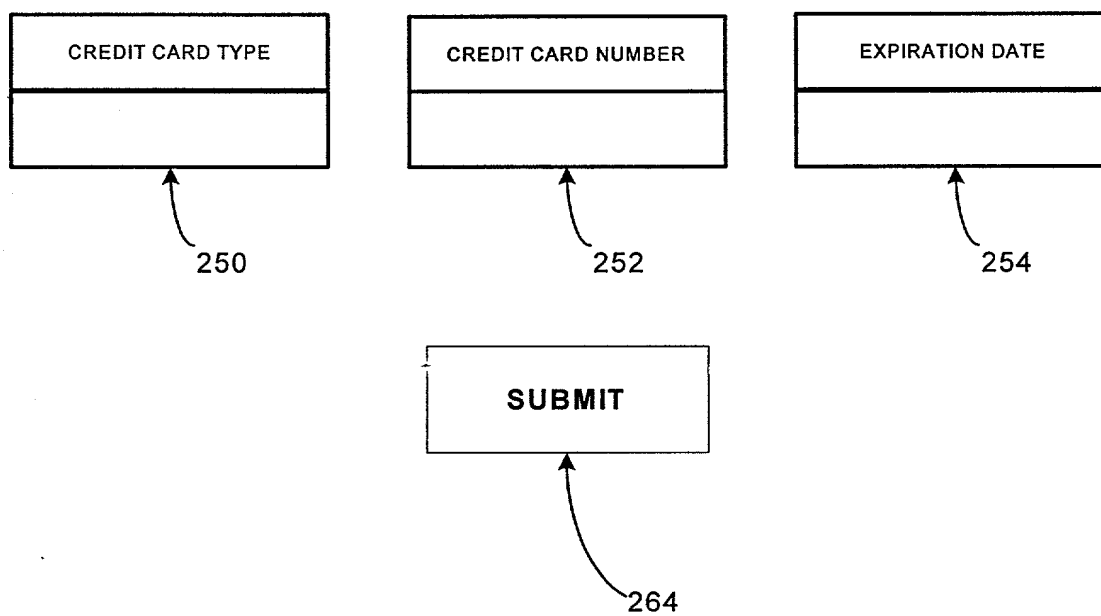 CREDIT CARD TYPE
CREDIT CARD NUMBER
EXPIRATION DATE
250
252
254
SUBMIT
264